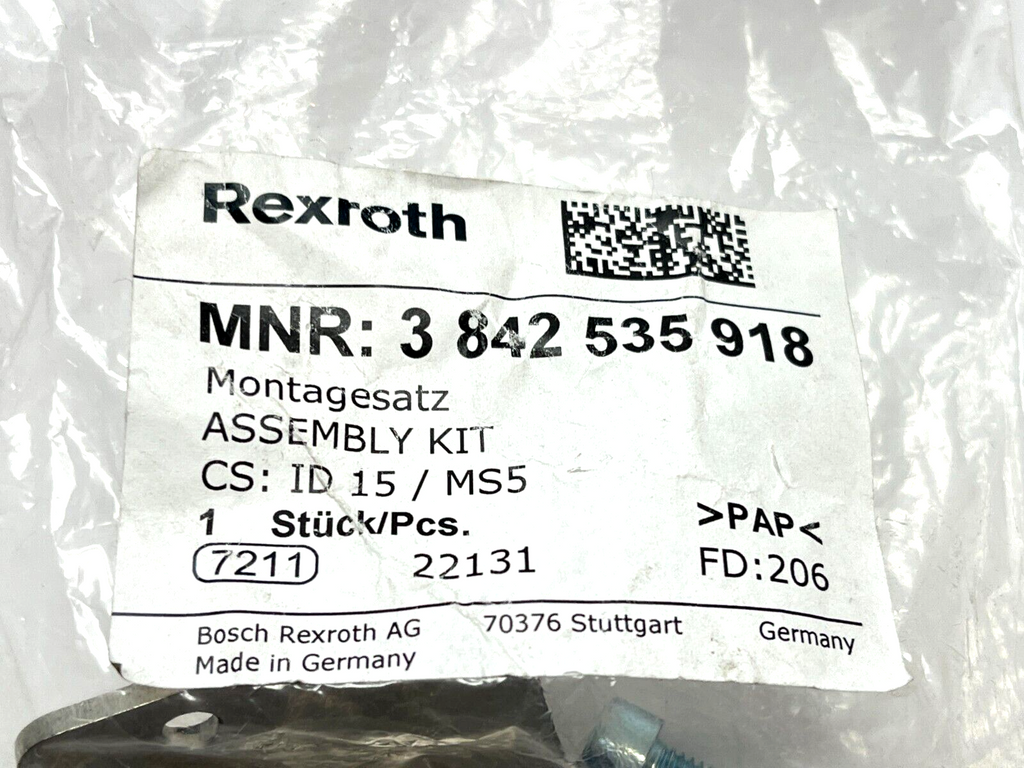 Rexroth
MNR: 3 842 535 918
Montagesatz
ASSEMBLY KIT
CS: ID 15 / MS5
1 Stück/Pcs.
>PAP<
7211 22131 FD:206
Bosch Rexroth AG 70376 Stuttgart Germany
Made in Germany